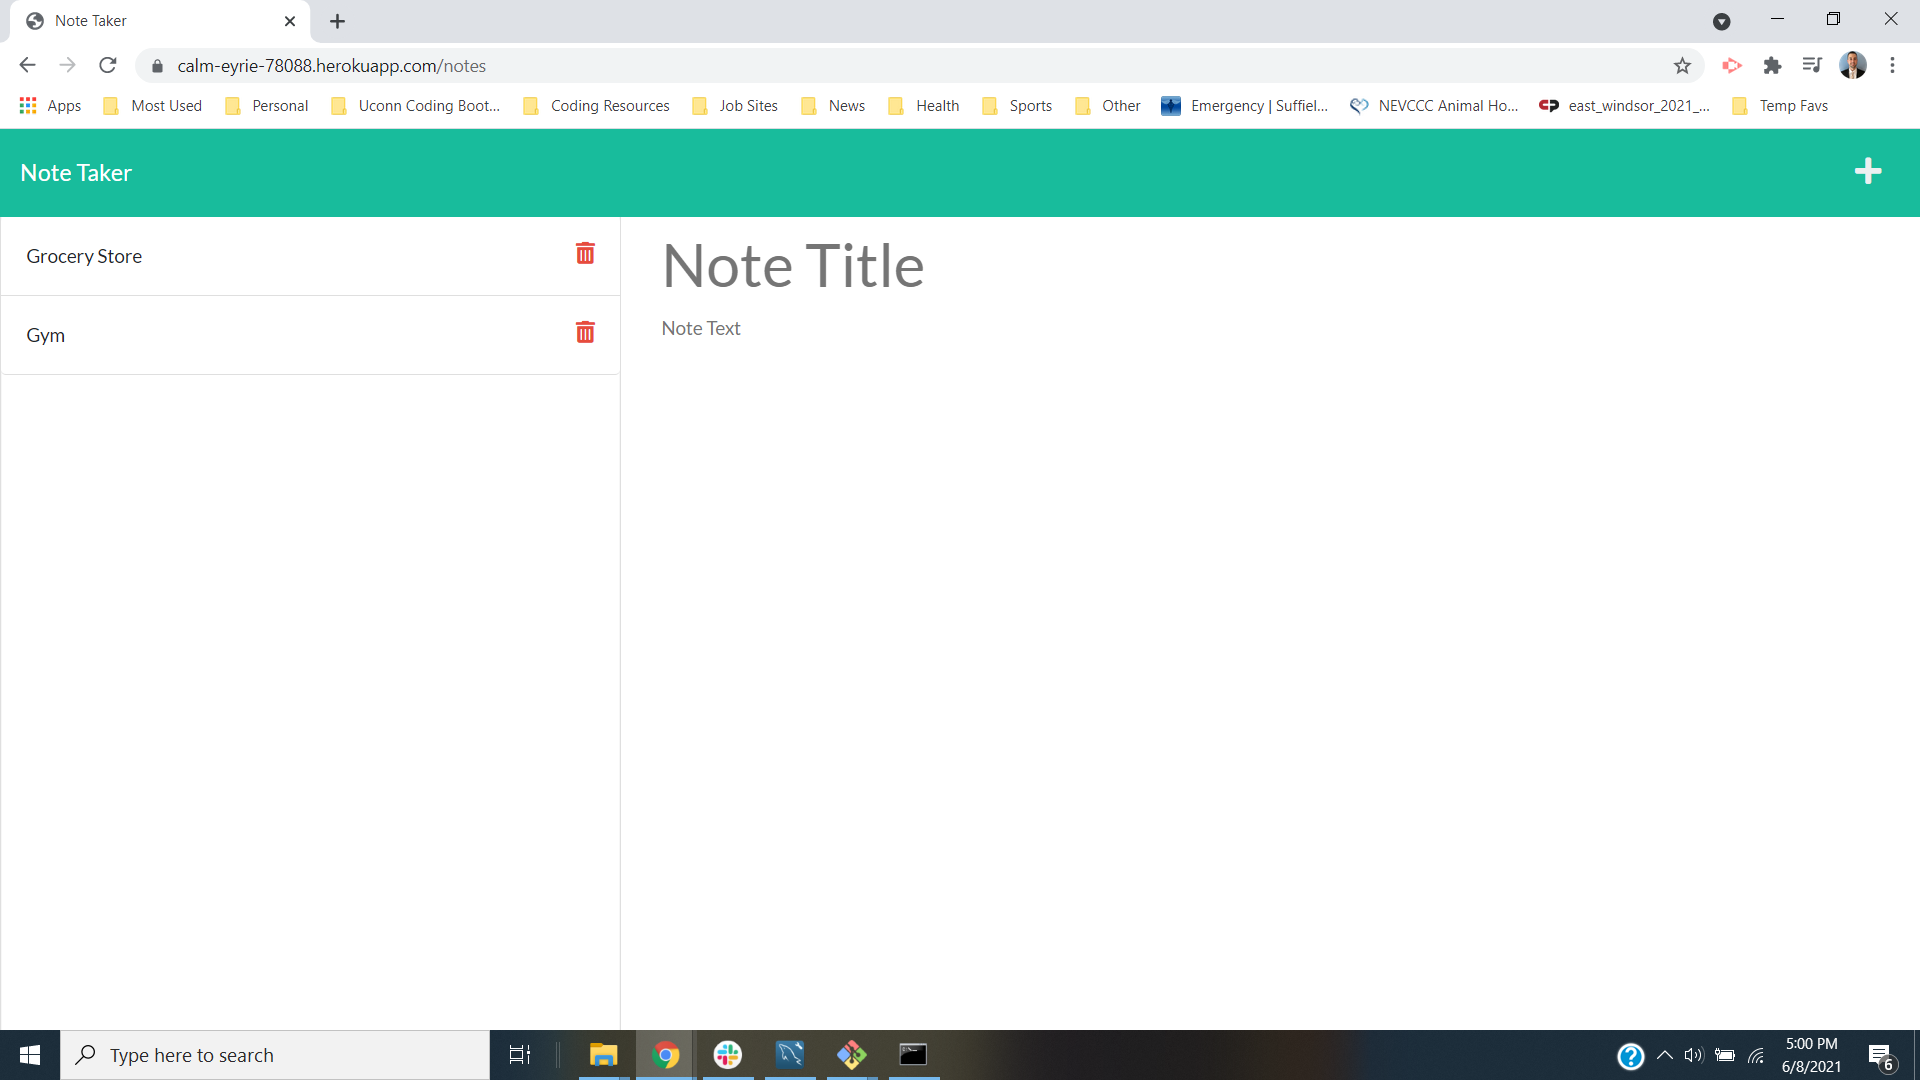 Note Taker
calm-eyrie-78088.herokuapp.com/notes
Apps Most Used Personal Uconn Coding Boot... Coding Resources Job Sites News Health Sports Other Emergency | Suffiel... NEVCCC Animal Ho... east_windsor_2021_... Temp Favs
Note Taker
Grocery Store
Gym
Note Title
Note Text
Type here to search
5:00 PM
6/8/2021
6